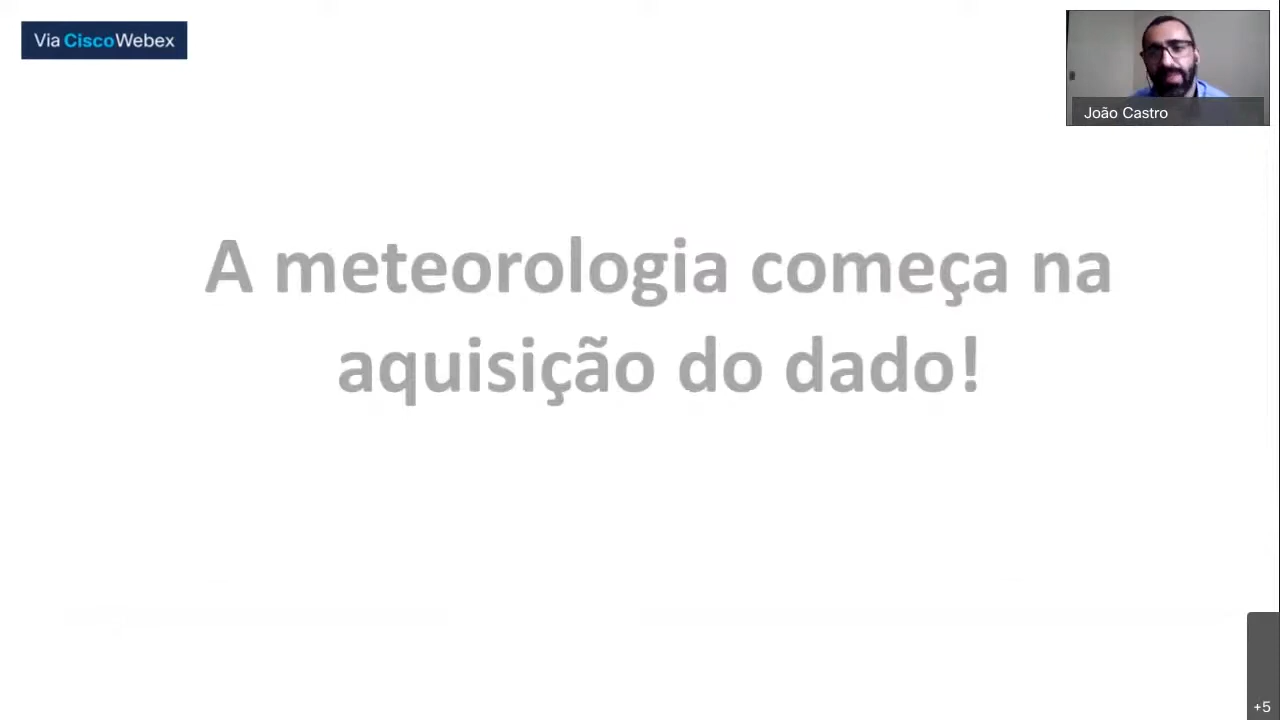 Via CiscoWebex
João Castro
A meteorologia começa na
aquisição do dado!
+5